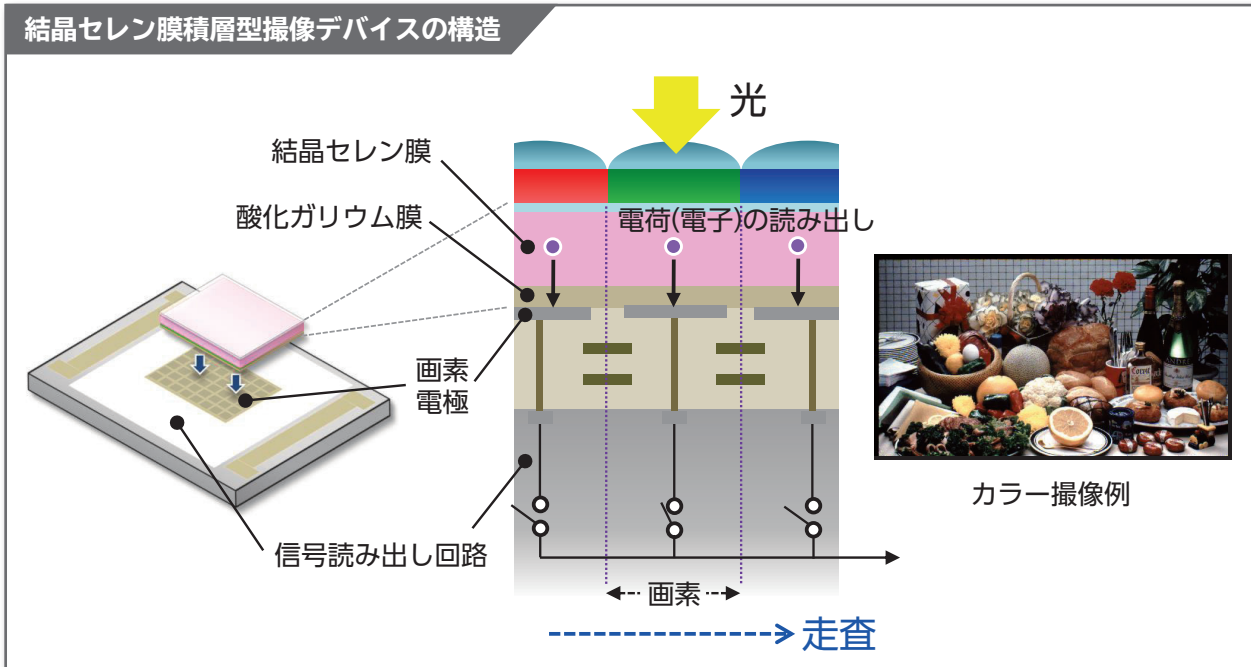 結晶セレン膜積層型撮像デバイスの構造
光
結晶セレン膜
酸化ガリウム膜
電荷(電子)の読み出し
画素
電極
信号読み出し回路
カラー撮像例
画素
走査